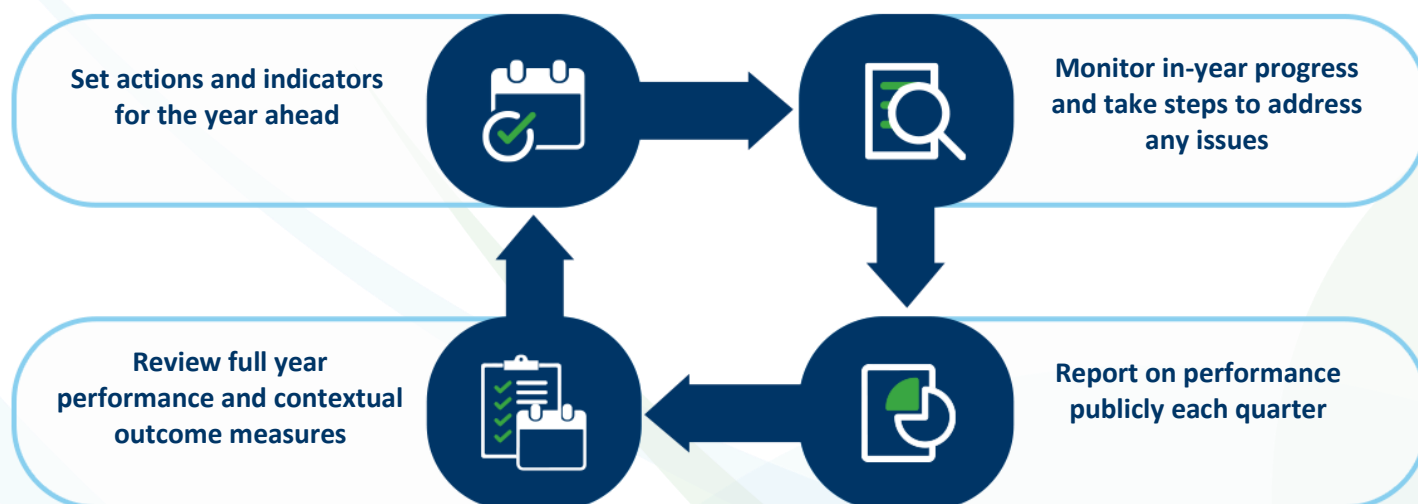 Set actions and indicators
for the year ahead
Monitor in-year progress
and take steps to address
any issues
Review full year
performance and contextual
outcome measures
Report on performance
publicly each quarter